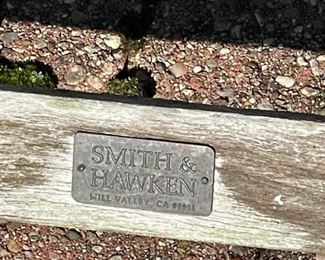 SMITH &
HAWKEN
MILL VALLEY, CA 94941